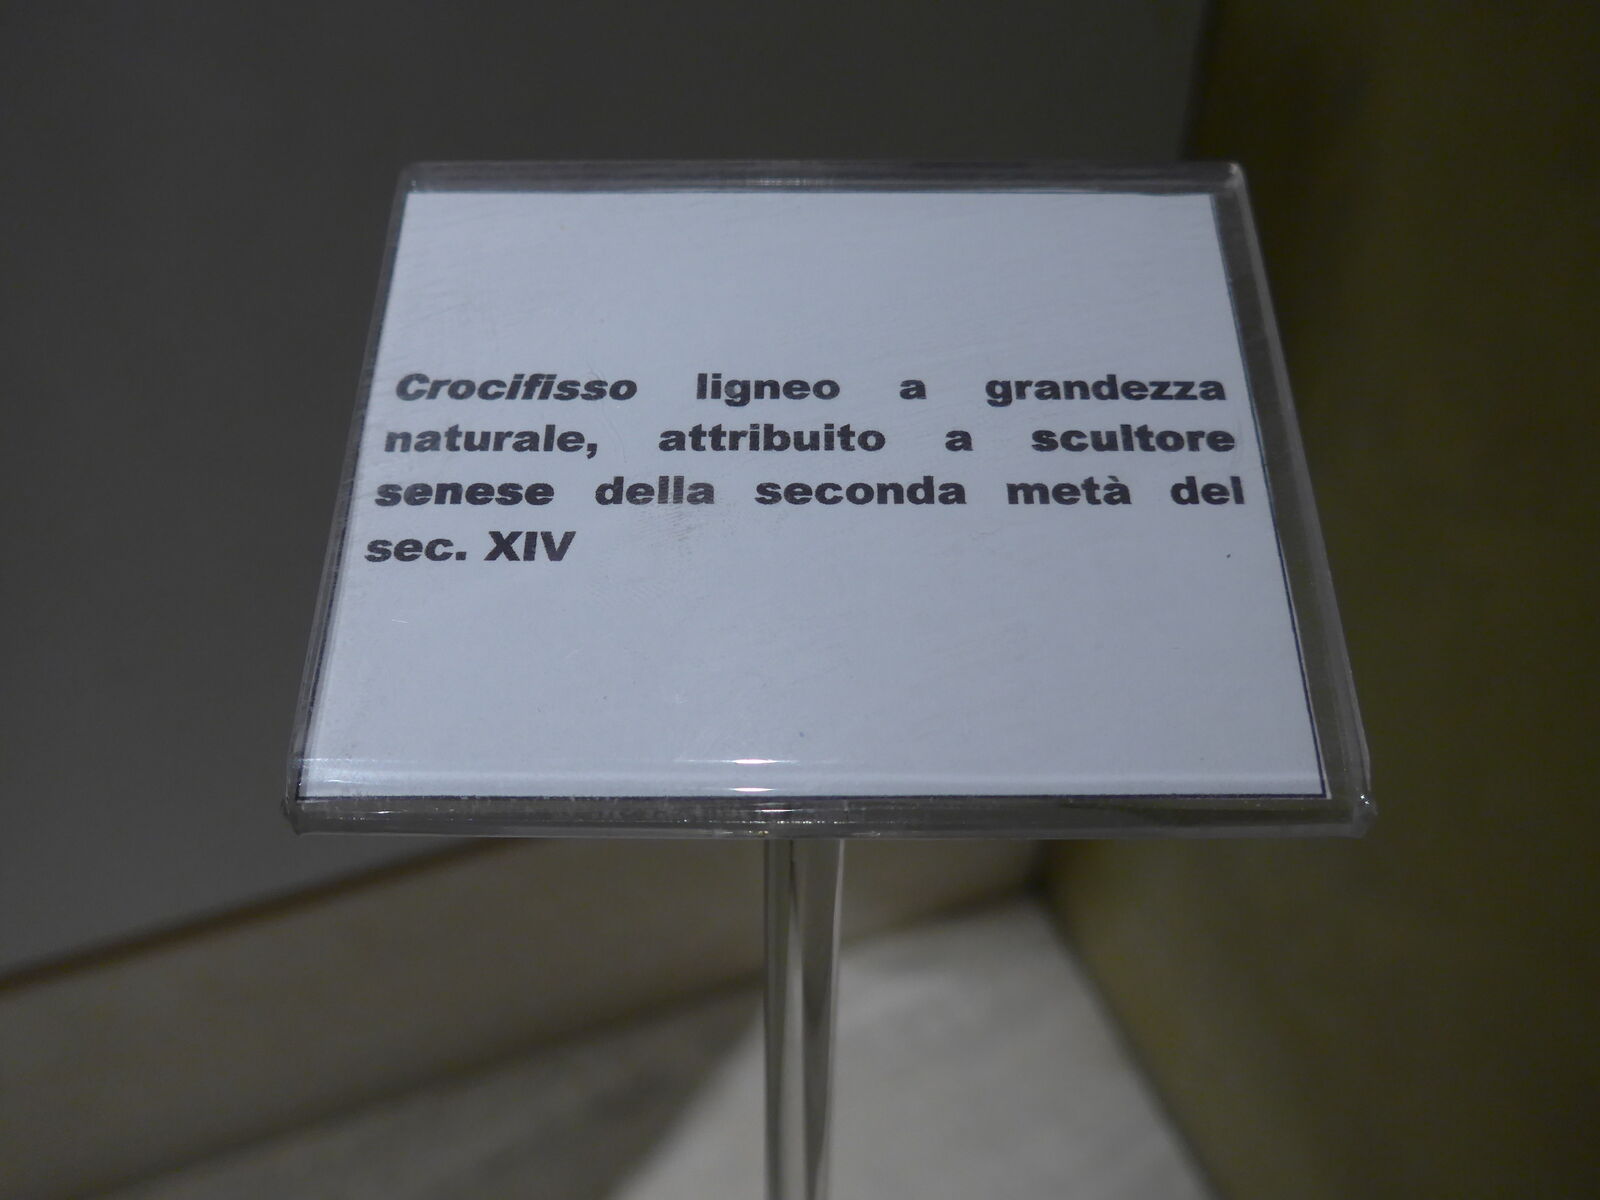 Crocifisso ligneo a grandezza
naturale, attribuito a scultore
senese della seconda metà del
sec. XIV